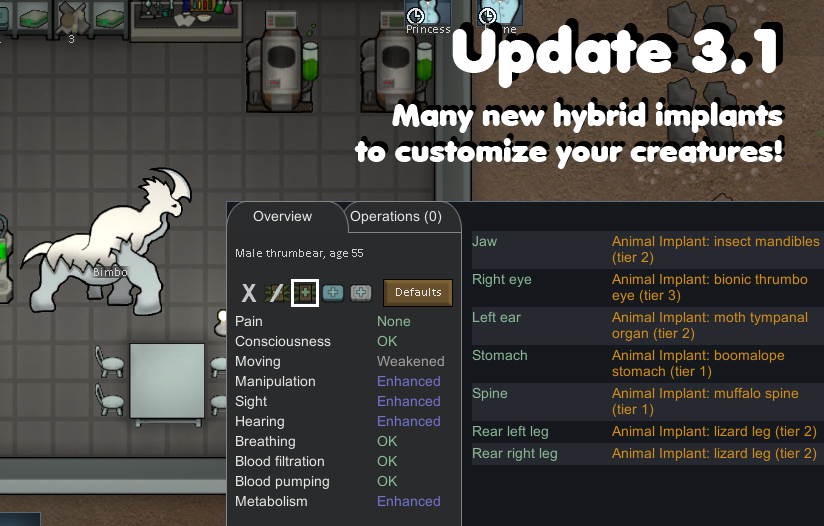 3
Princess
Update 3.1
Many new hybrid implants
to customize your creatures!
Bimbo
Overview
Operations (0)
Male thrumbear, age 55
Defaults
Pain None
Consciousness OK
Moving Weakened
Manipulation Enhanced
Sight Enhanced
Hearing Enhanced
Breathing OK
Blood filtration OK
Blood pumping OK
Metabolism Enhanced
Jaw Animal Implant: insect mandibles
(tier 2)
Right eye Animal Implant: bionic thrumbo
eye (tier 3)
Left ear Animal Implant: moth tympanal
organ (tier 2)
Stomach Animal Implant: boomalope
stomach (tier 1)
Spine Animal Implant: muffalo spine
(tier 1)
Rear left leg Animal Implant: lizard leg (tier 2)
Rear right leg Animal Implant: lizard leg (tier 2)